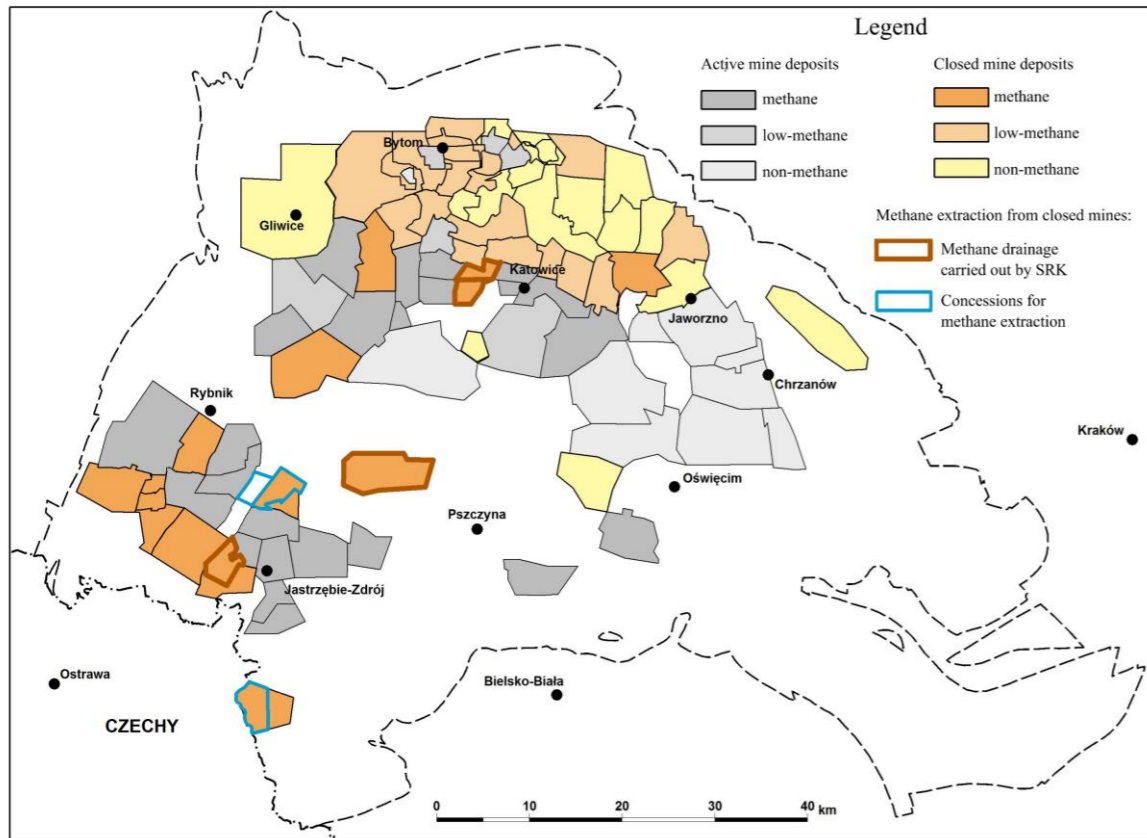 Legend
Active mine deposits
methane
low-methane
non-methane
Closed mine deposits
methane
low-methane
non-methane
Methane extraction from closed mines:
Methane drainage
carried out by SRK
Concessions for
methane extraction
Bytom
Gliwice
Katowice
Jaworzno
Chrzanów
Rybnik
Kraków
Oświęcim
Pszczyna
Jastrzębie-Zdrój
Ostrawa
Bielsko-Biała
CZECHY
0 10 20 30 40 km